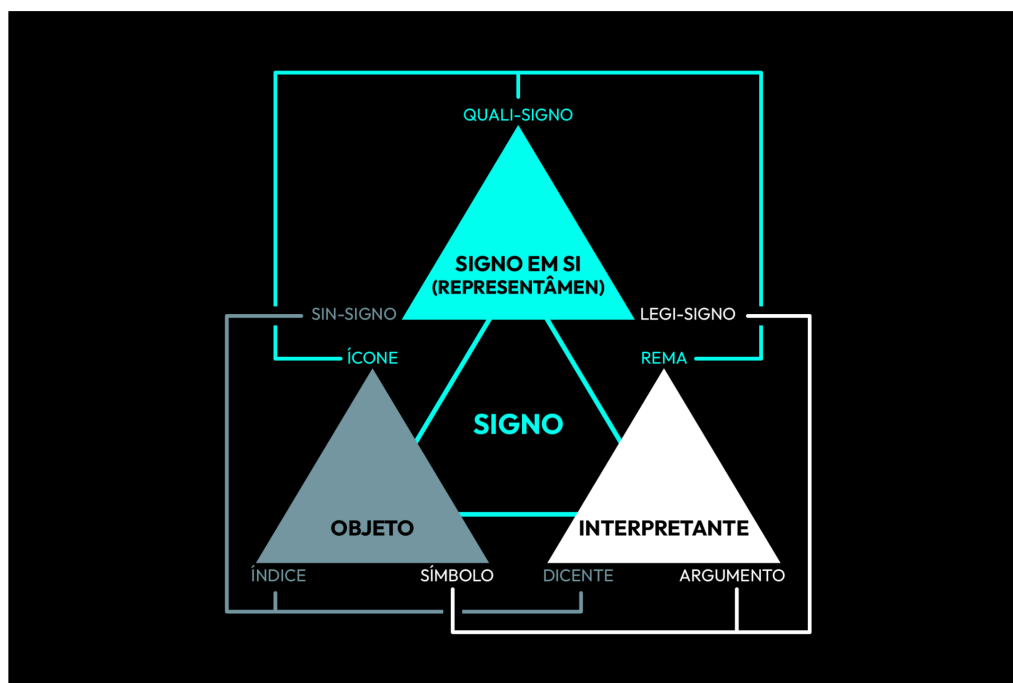 QUALI-SIGNO
SIGNO EM SI
(REPRESENTÂMEN)
SIN-SIGNO
LEGI-SIGNO
ÍCONE
REMA
SIGNO
OBJETO
INTERPRETANTE
ÍNDICE
SÍMBOLO
DICENTE
ARGUMENTO